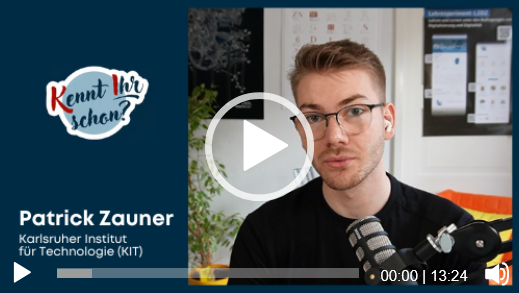 Kennt Ihr
schon?
Patrick Zauner
Karlsruher Institut
für Technologie (KIT)
00:00 | 13:24